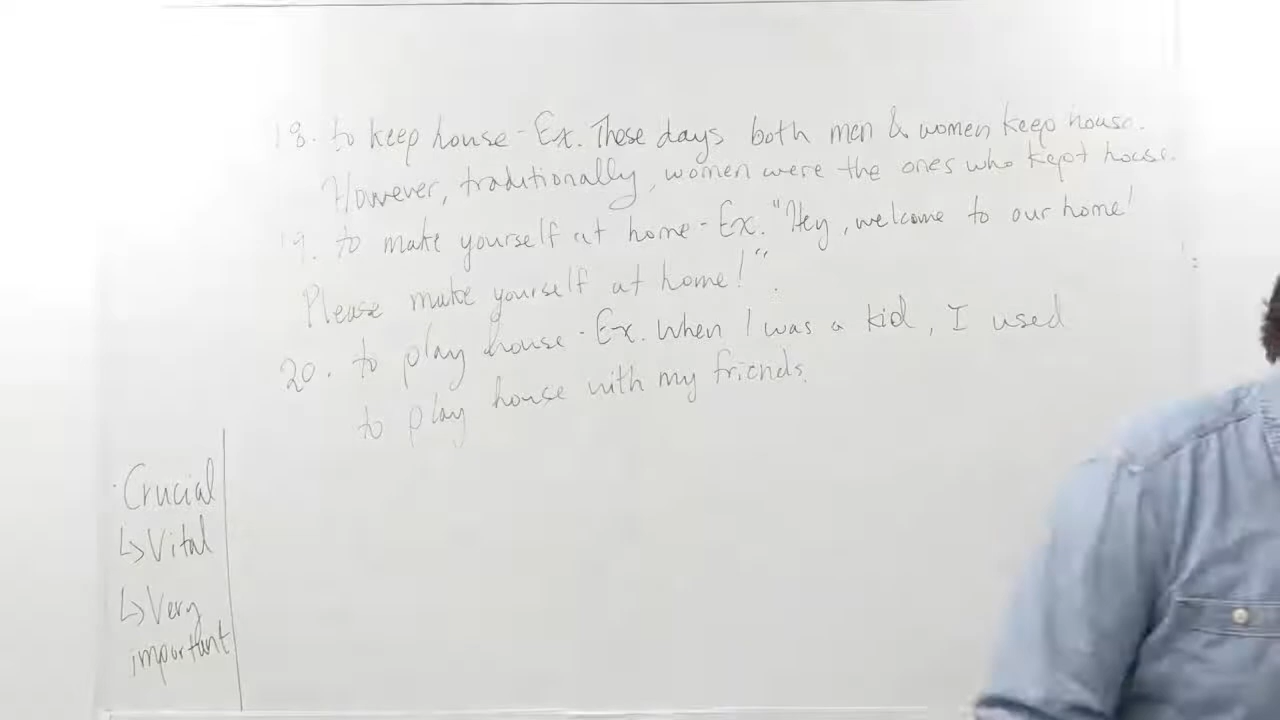 18. to keep house - Ex. These days both men & women keep house.
However, traditionally, women were the ones who kept house.
19. to make yourself at home - Ex. "Hey, welcome to our home!
Please make yourself at home!".
20. to play house - Ex. When I was a kid, I used
to play house with my friends.
· Crucial
↳ Vital
↳ Very
important